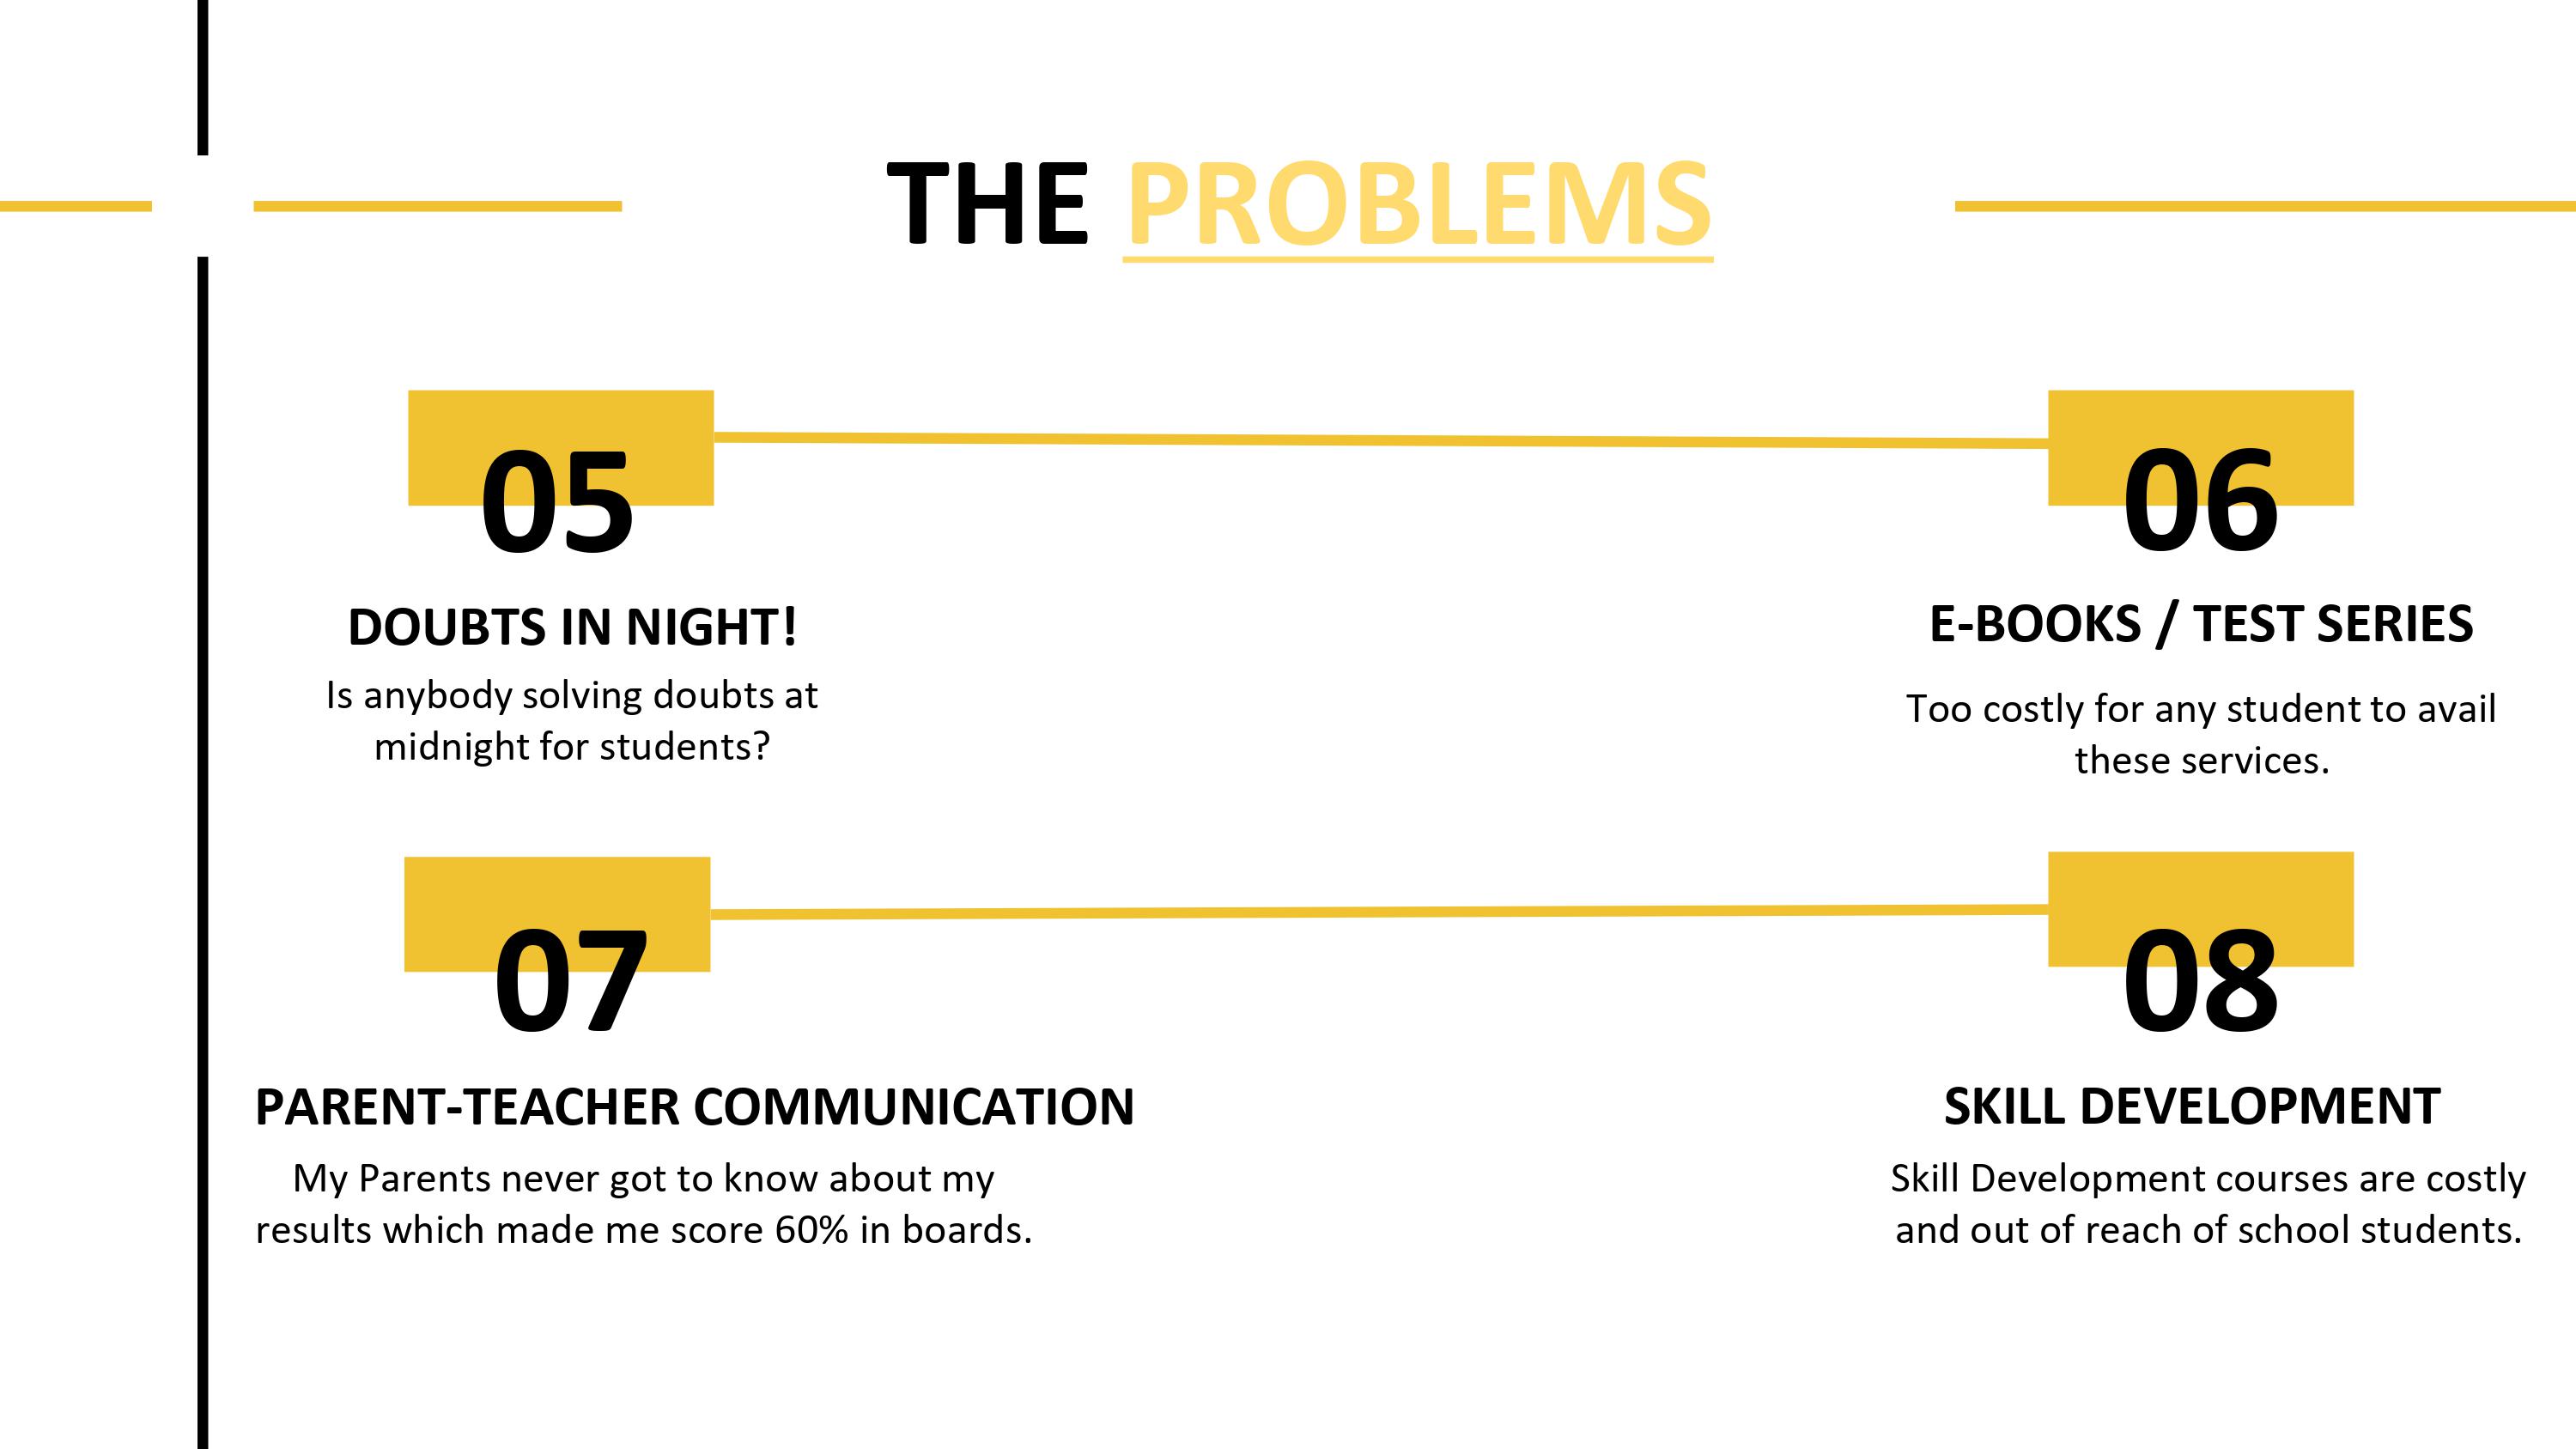 THE PROBLEMS
05
DOUBTS IN NIGHT!
Is anybody solving doubts at
midnight for students?
06
E-BOOKS / TEST SERIES
Too costly for any student to avail
these services.
07
PARENT-TEACHER COMMUNICATION
My Parents never got to know about my
results which made me score 60% in boards.
08
SKILL DEVELOPMENT
Skill Development courses are costly
and out of reach of school students.